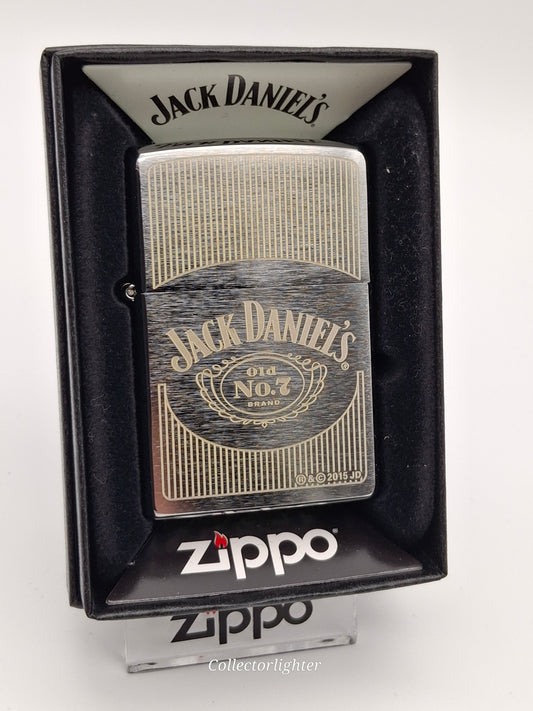 JACK DANIEL'S
JACK DANIEL'S®
Old
No.7
BRAND
® & © 2015 JD
zippo®
zippo
Collectorlighter